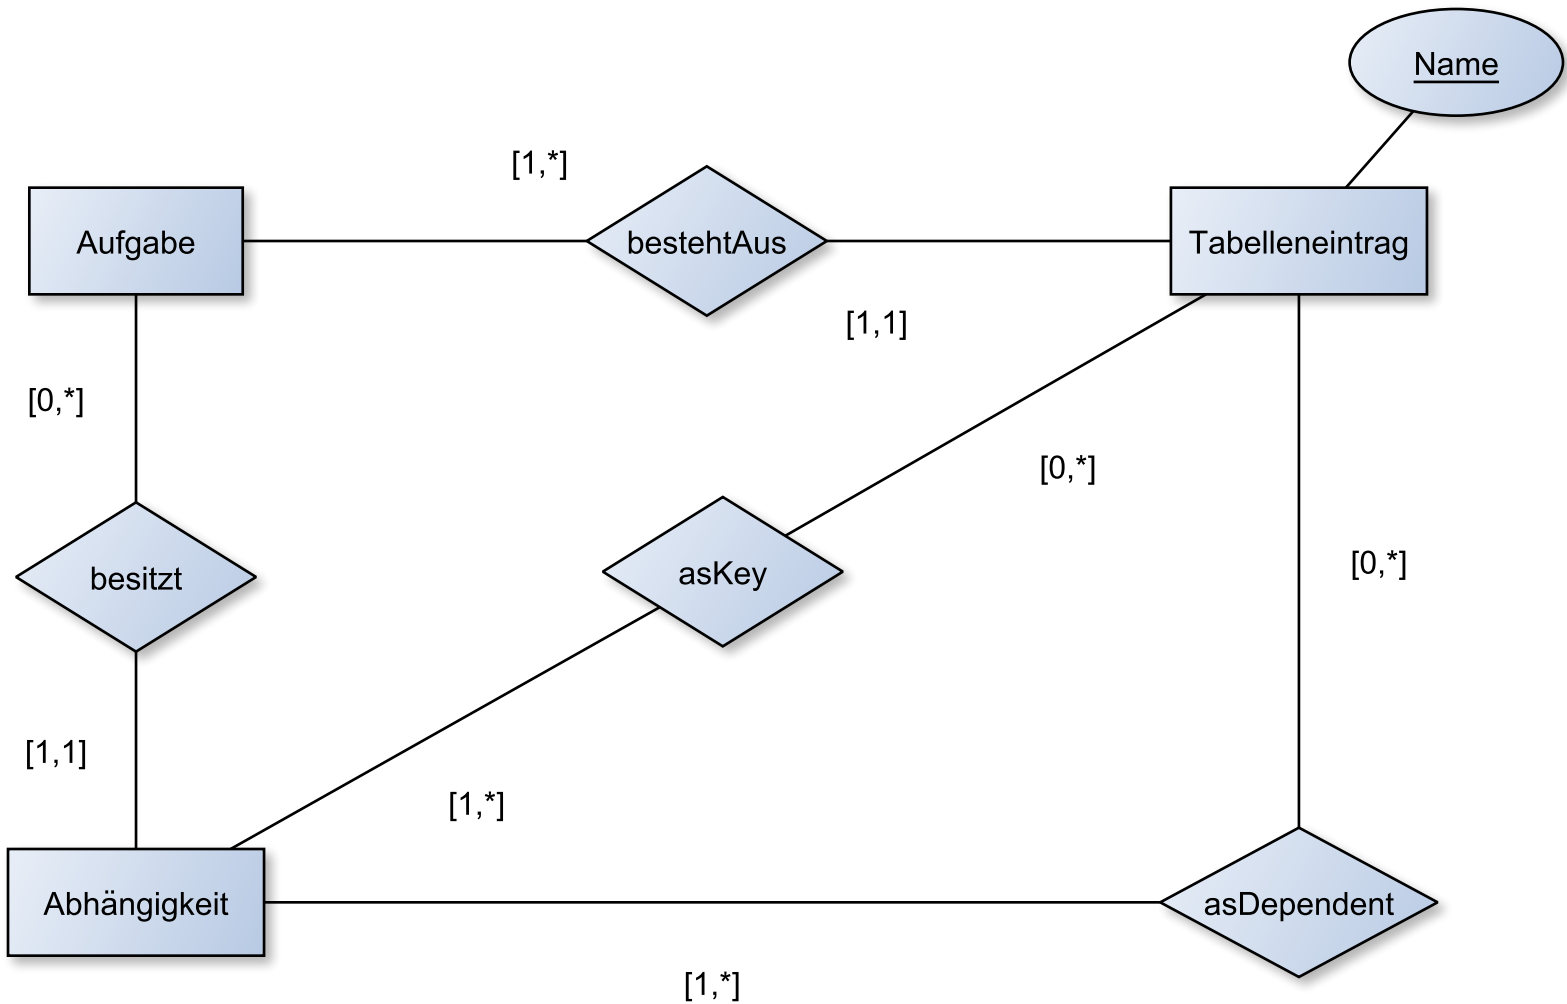 Name
[1,*]
Aufgabe
bestehtAus
Tabelleneintrag
[1,1]
[0,*]
[0,*]
[0,*]
besitzt
asKey
[1,1]
[1,*]
Abhängigkeit
asDependent
[1,*]